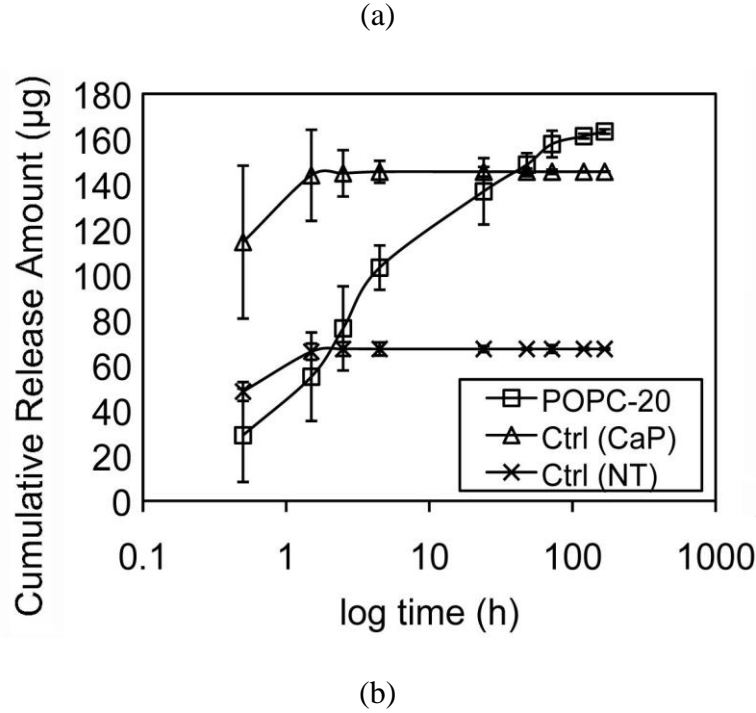 (a)
Cumulative Release Amount (µg)
180
160
140
120
100
80
60
40
20
0
POPC-20
Ctrl (CaP)
Ctrl (NT)
0.1 1 10 100 1000
log time (h)
(b)